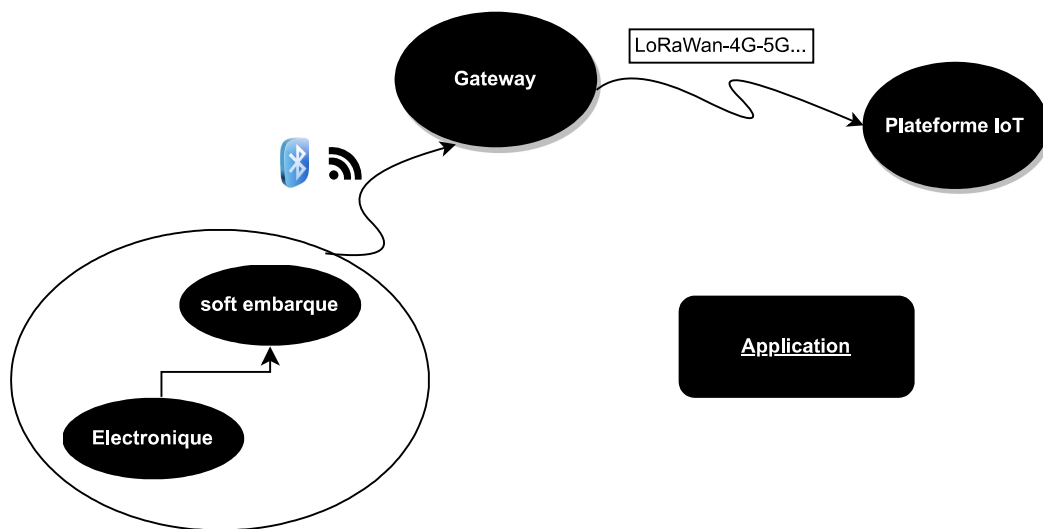 LoRaWan-4G-5G...
Gateway
Plateforme IoT
soft embarque
Application
Electronique